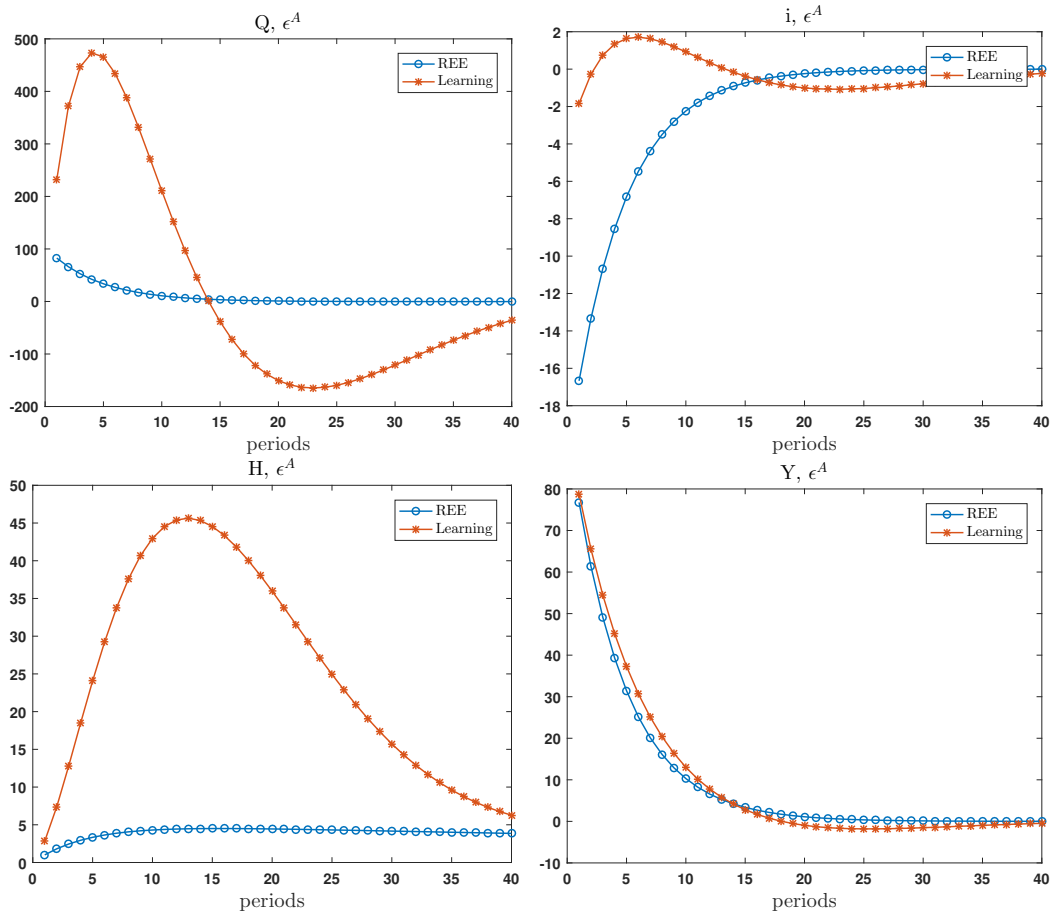 Q, ϵ^A
500
400
300
200
100
0
-100
-200
0 5 10 15 20 25 30 35 40
periods
REE
Learning
i, ϵ^A
2
0
-2
-4
-6
-8
-10
-12
-14
-16
-18
0 5 10 15 20 25 30 35 40
periods
REE
Learning
H, ϵ^A
50
45
40
35
30
25
20
15
10
5
0
0 5 10 15 20 25 30 35 40
periods
REE
Learning
Y, ϵ^A
80
70
60
50
40
30
20
10
0
-10
0 5 10 15 20 25 30 35 40
periods
REE
Learning